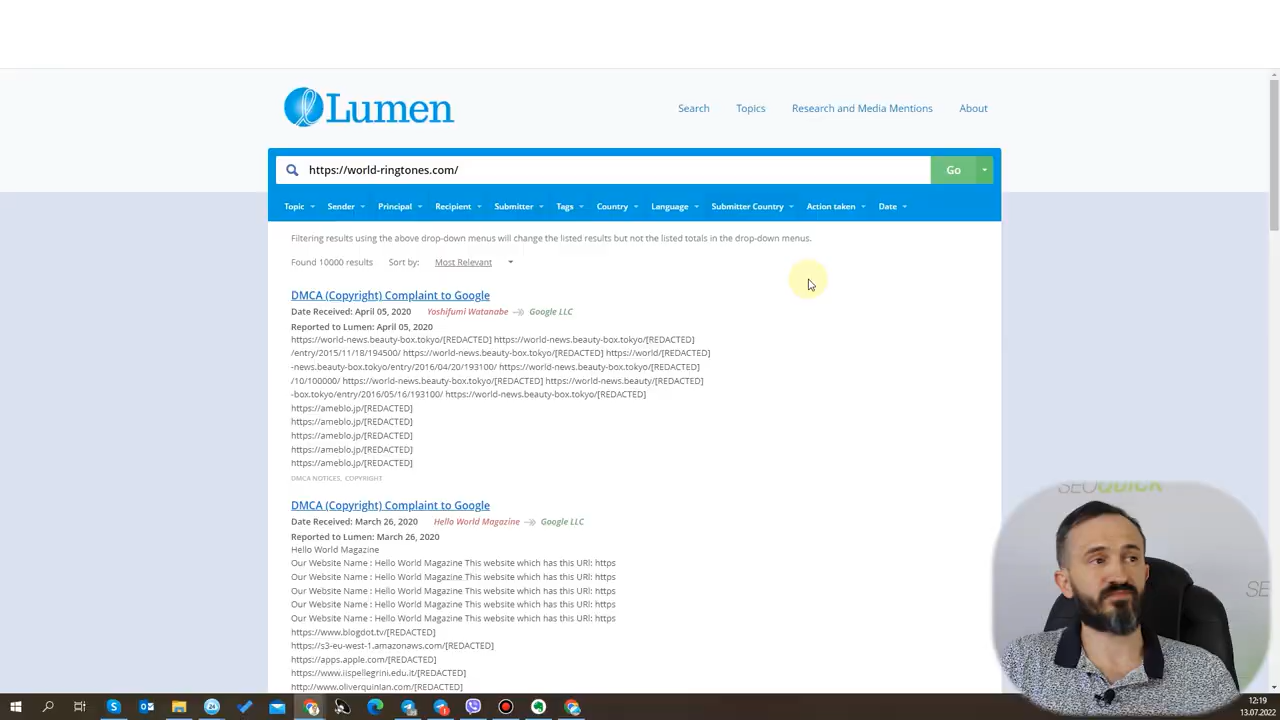 Lumen
Search Topics Research and Media Mentions About
https://world-ringtones.com/ Go
Topic Sender Principal Recipient Submitter Tags Country Language Submitter Country Action taken Date
Filtering results using the above drop-down menus will change the listed results but not the listed totals in the drop-down menus.
Found 10000 results Sort by: Most Relevant
DMCA (Copyright) Complaint to Google
Date Received: April 05, 2020 Yoshifumi Watanabe Google LLC
Reported to Lumen: April 05, 2020
https://world-news.beauty-box.tokyo/[REDACTED] https://world-news.beauty-box.tokyo/[REDACTED]
/entry/2015/11/18/194500/ https://world-news.beauty-box.tokyo/[REDACTED] https://world/[REDACTED]
-news.beauty-box.tokyo/entry/2016/04/20/193100/ https://world-news.beauty-box.tokyo/[REDACTED]
/10/100000/ https://world-news.beauty-box.tokyo/[REDACTED] https://world-news.beauty/[REDACTED]
-box.tokyo/entry/2016/05/16/193100/ https://world-news.beauty-box.tokyo/[REDACTED]
https://ameblo.jp/[REDACTED]
https://ameblo.jp/[REDACTED]
https://ameblo.jp/[REDACTED]
https://ameblo.jp/[REDACTED]
https://ameblo.jp/[REDACTED]
DMCA NOTICES, COPYRIGHT
SEOQUICK
DMCA (Copyright) Complaint to Google
Date Received: March 26, 2020 Hello World Magazine Google LLC
Reported to Lumen: March 26, 2020
Hello World Magazine
Our Website Name : Hello World Magazine This website which has this URl: https
Our Website Name : Hello World Magazine This website which has this URl: https
Our Website Name : Hello World Magazine This website which has this URl: https
Our Website Name : Hello World Magazine This website which has this URl: https
Our Website Name : Hello World Magazine This website which has this URl: https
SE
https://www.blogdot.tv/[REDACTED]
https://s3-eu-west-1.amazonaws.com/[REDACTED]
https://apps.apple.com/[REDACTED]
https://www.iispellegrini.edu.it/[REDACTED]
http://www.oliverquinlan.com/[REDACTED]
12:19
13.07.2022